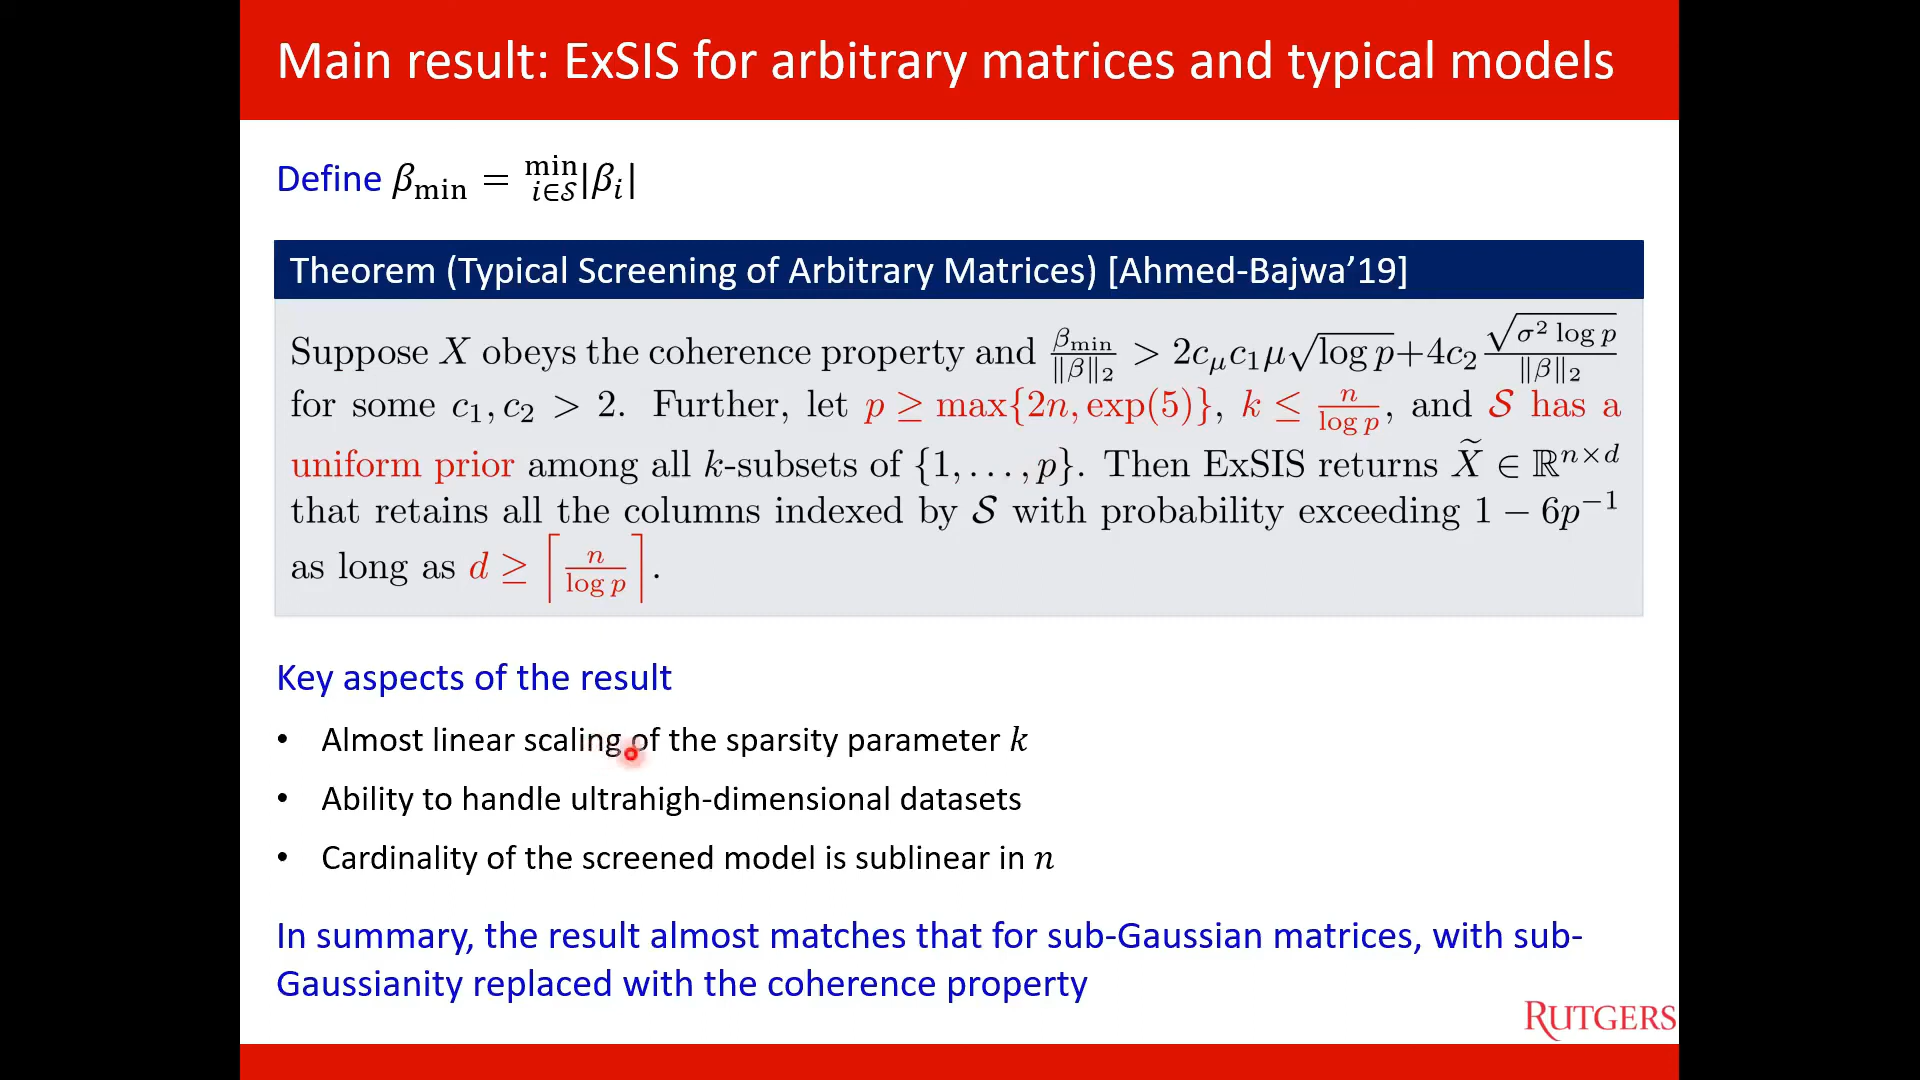 Main result: ExSIS for arbitrary matrices and typical models
Define β_min = min_{i∈𝒮} |β_i|
Theorem (Typical Screening of Arbitrary Matrices) [Ahmed-Bajwa’19]
Suppose X obeys the coherence property and β_min/‖β‖₂ > 2c_μc₁μ√(log p)+4c₂ √(σ² log p)/‖β‖₂
for some c₁, c₂ > 2. Further, let p ≥ max{2n, exp(5)}, k ≤ n/log p, and 𝒮 has a
uniform prior among all k-subsets of {1, . . . , p}. Then ExSIS returns X̃ ∈ ℝ^{n×d}
that retains all the columns indexed by 𝒮 with probability exceeding 1 − 6p⁻¹
as long as d ≥ ⌈n/log p⌉.
Key aspects of the result
• Almost linear scaling of the sparsity parameter k
• Ability to handle ultrahigh-dimensional datasets
• Cardinality of the screened model is sublinear in n
In summary, the result almost matches that for sub-Gaussian matrices, with sub-
Gaussianity replaced with the coherence property
RUTGERS